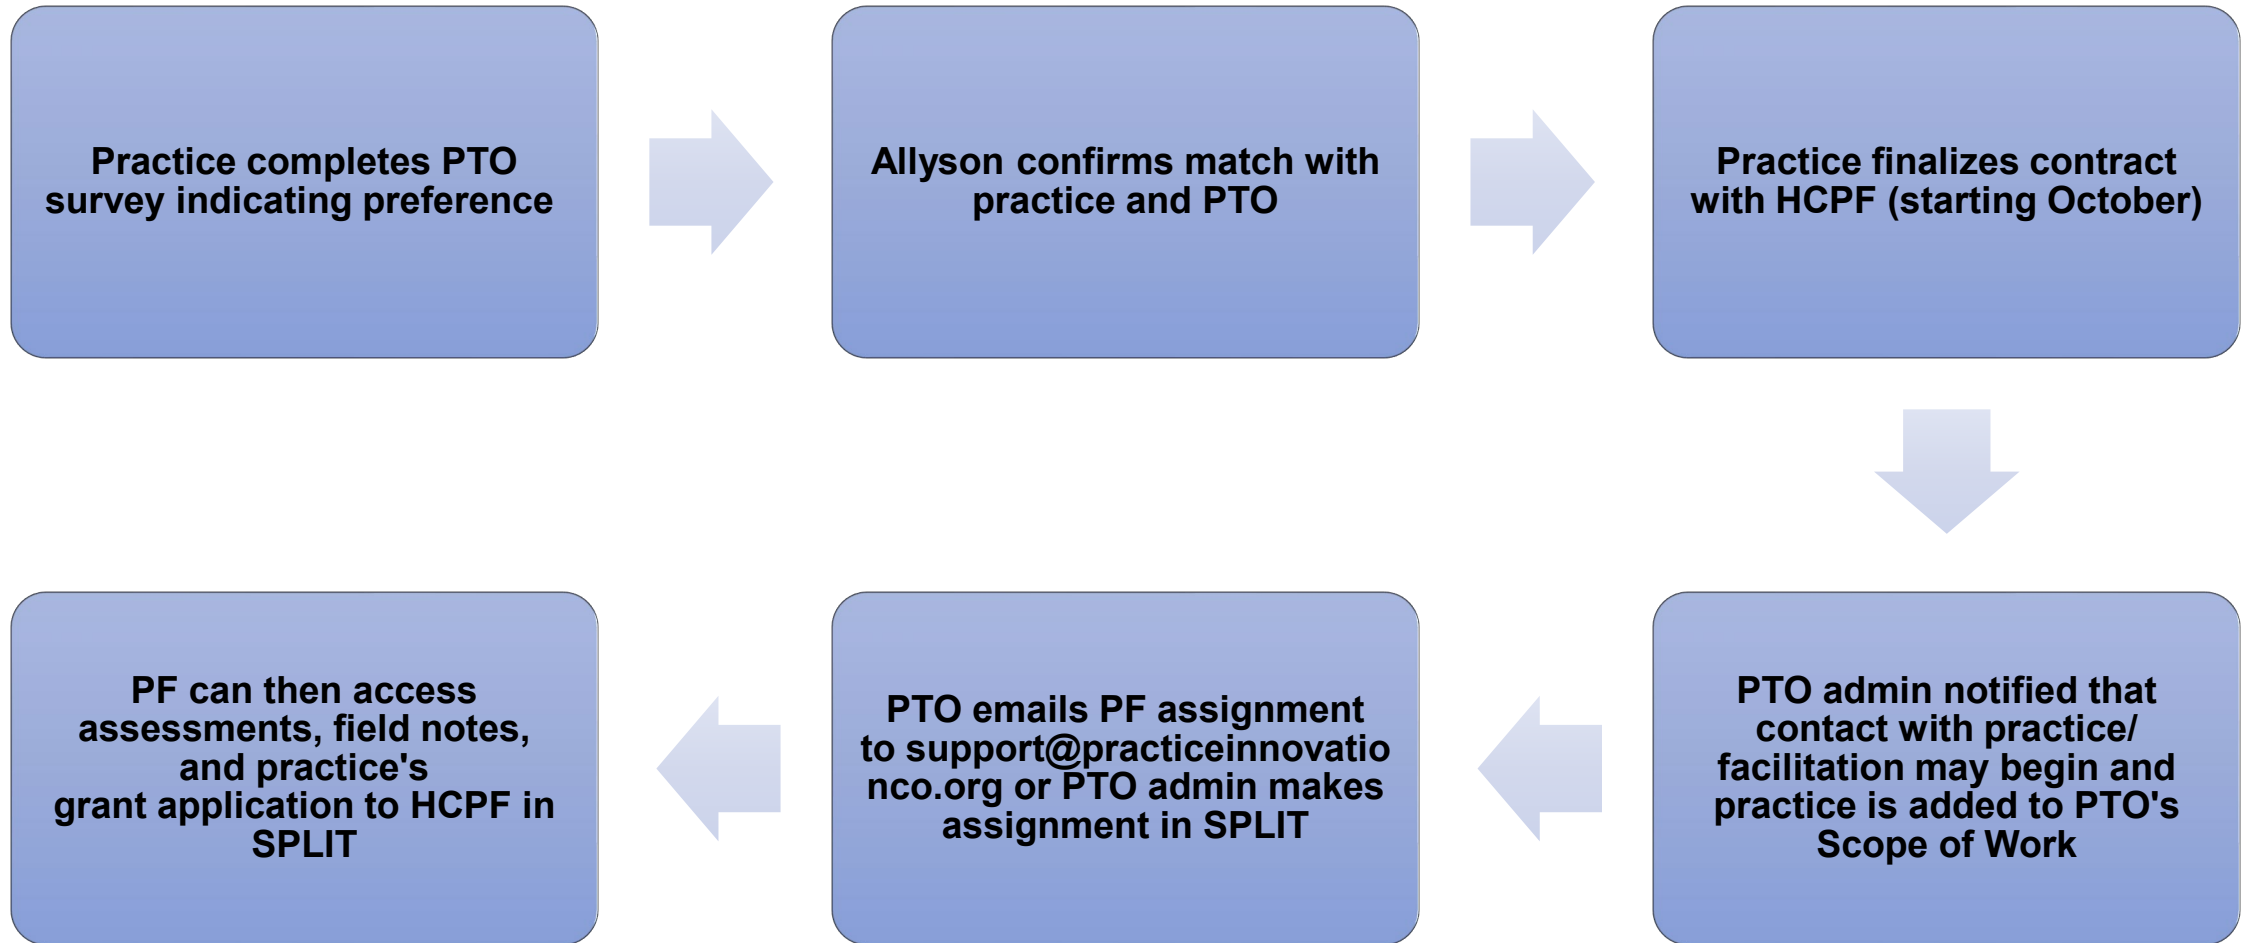 Practice completes PTO
survey indicating preference
Allyson confirms match with
practice and PTO
Practice finalizes contract
with HCPF (starting October)
PTO admin notified that
contact with practice/
facilitation may begin and
practice is added to PTO's
Scope of Work
PTO emails PF assignment
to support@practiceinnovatio
nco.org or PTO admin makes
assignment in SPLIT
PF can then access
assessments, field notes,
and practice's
grant application to HCPF in
SPLIT